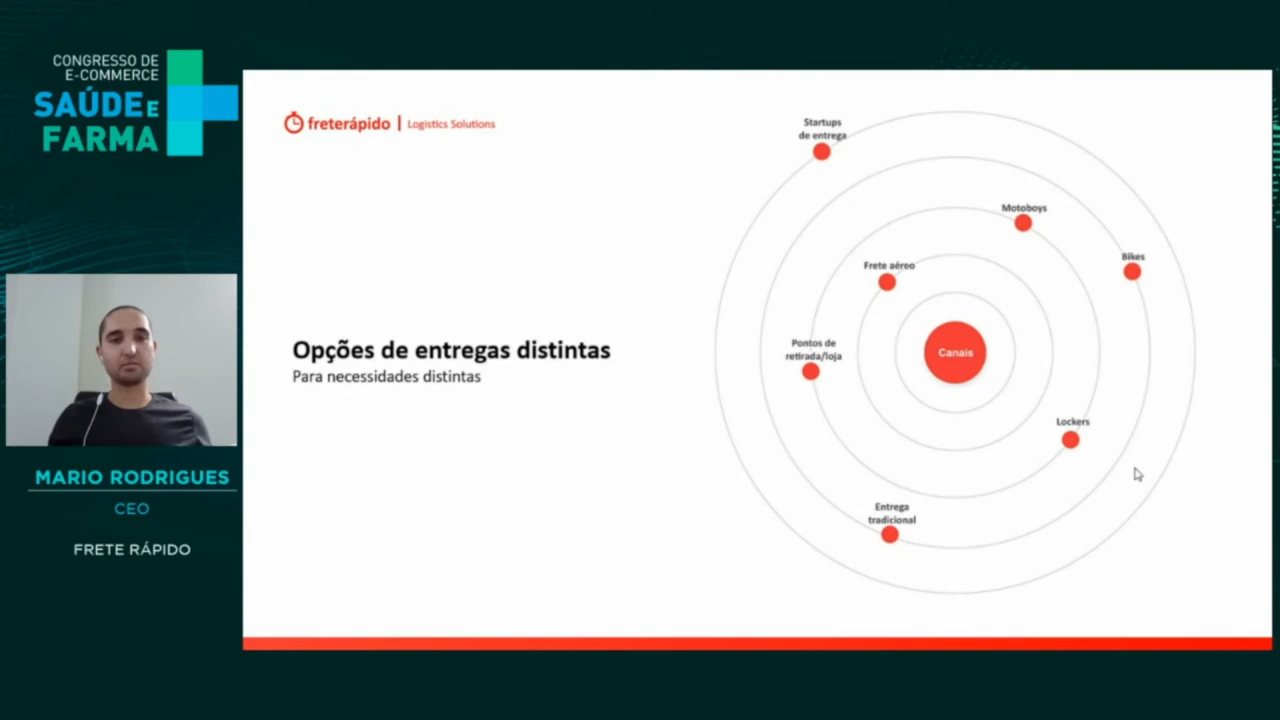 CONGRESSO DE
E-COMMERCE
SAÚDE E
FARMA
MARIO RODRIGUES
CEO
FRETE RÁPIDO
freterápido | Logistics Solutions
Opções de entregas distintas
Para necessidades distintas
Startups
de entrega
Motoboys
Bikes
Frete aéreo
Pontos de
retirada/loja
Canais
Lockers
Entrega
tradicional